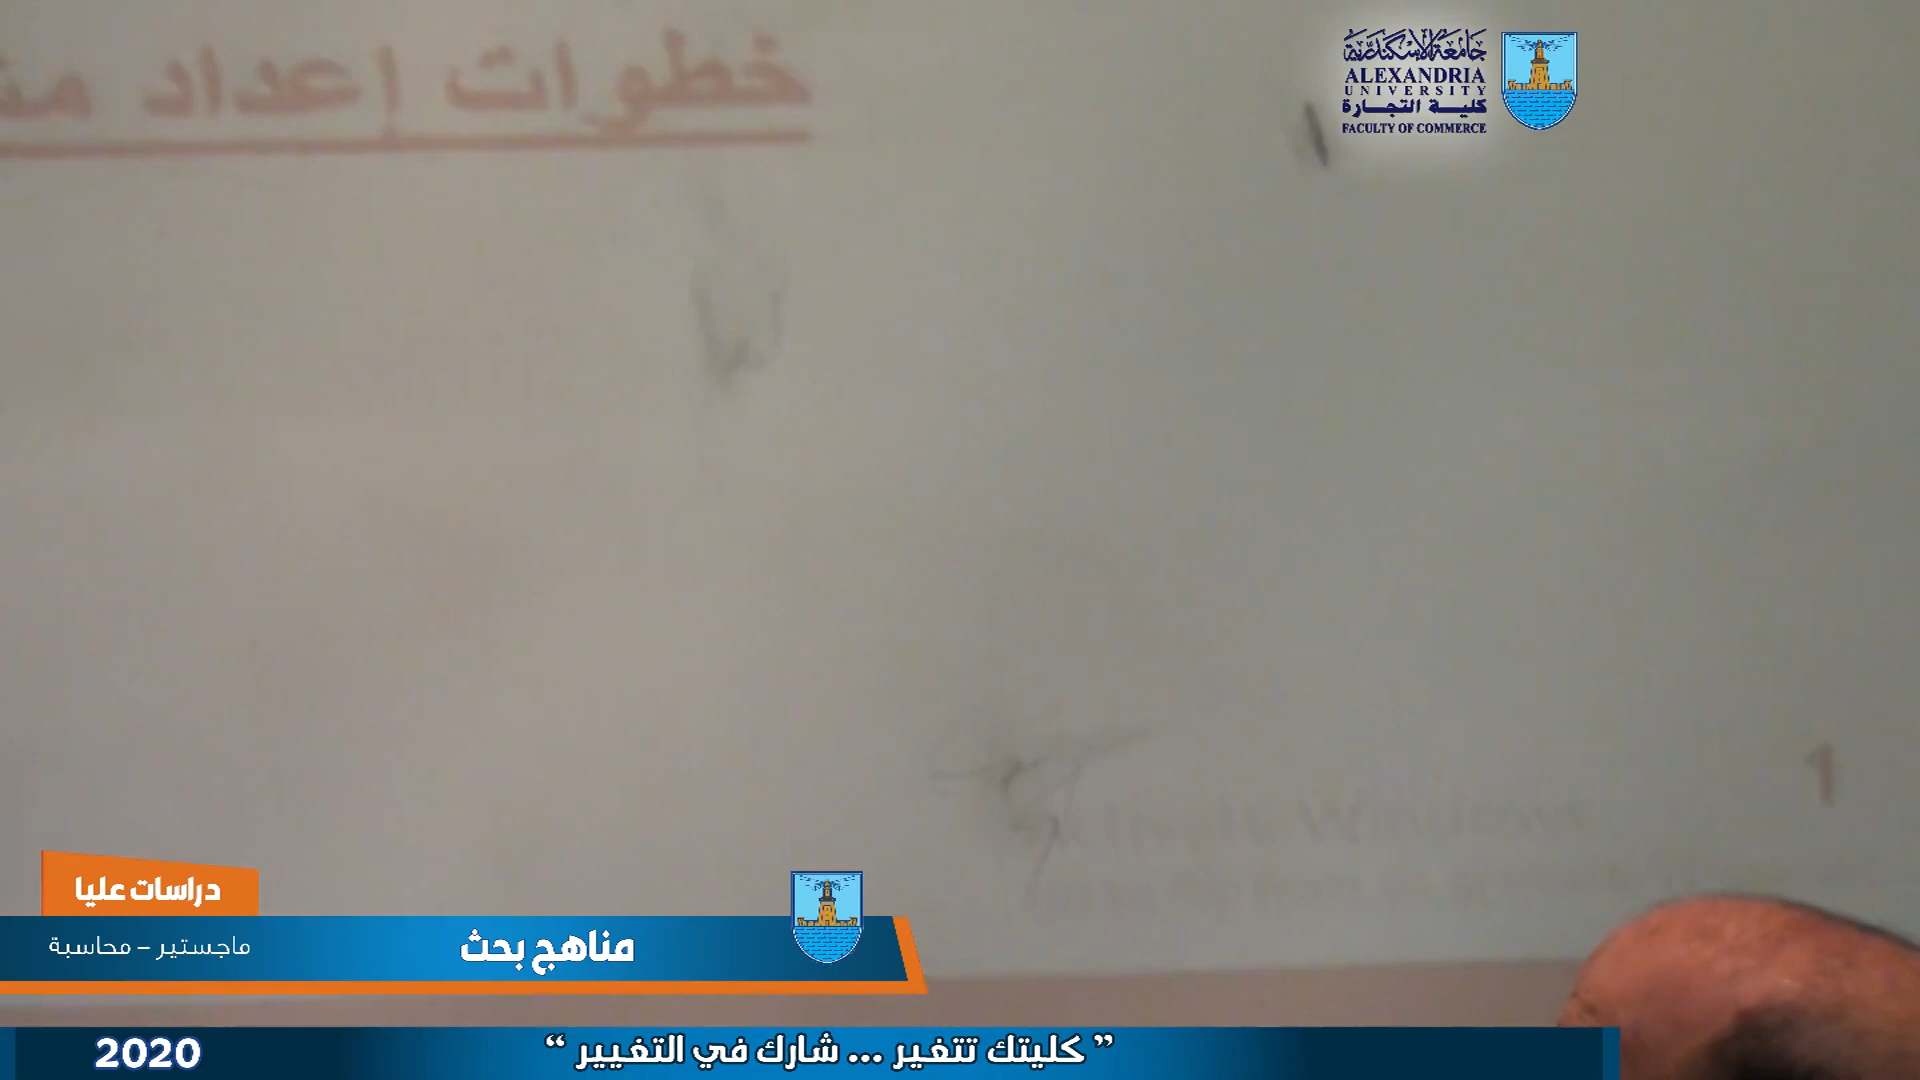 خطوات إعداد
جامعة الإسكندرية
ALEXANDRIA
UNIVERSITY
كلية التجارة
FACULTY OF COMMERCE
1
دراسات عليا
مناهج بحث
ماجستير – محاسبة
” كليتك تتغير ... شارك في التغيير “
2020